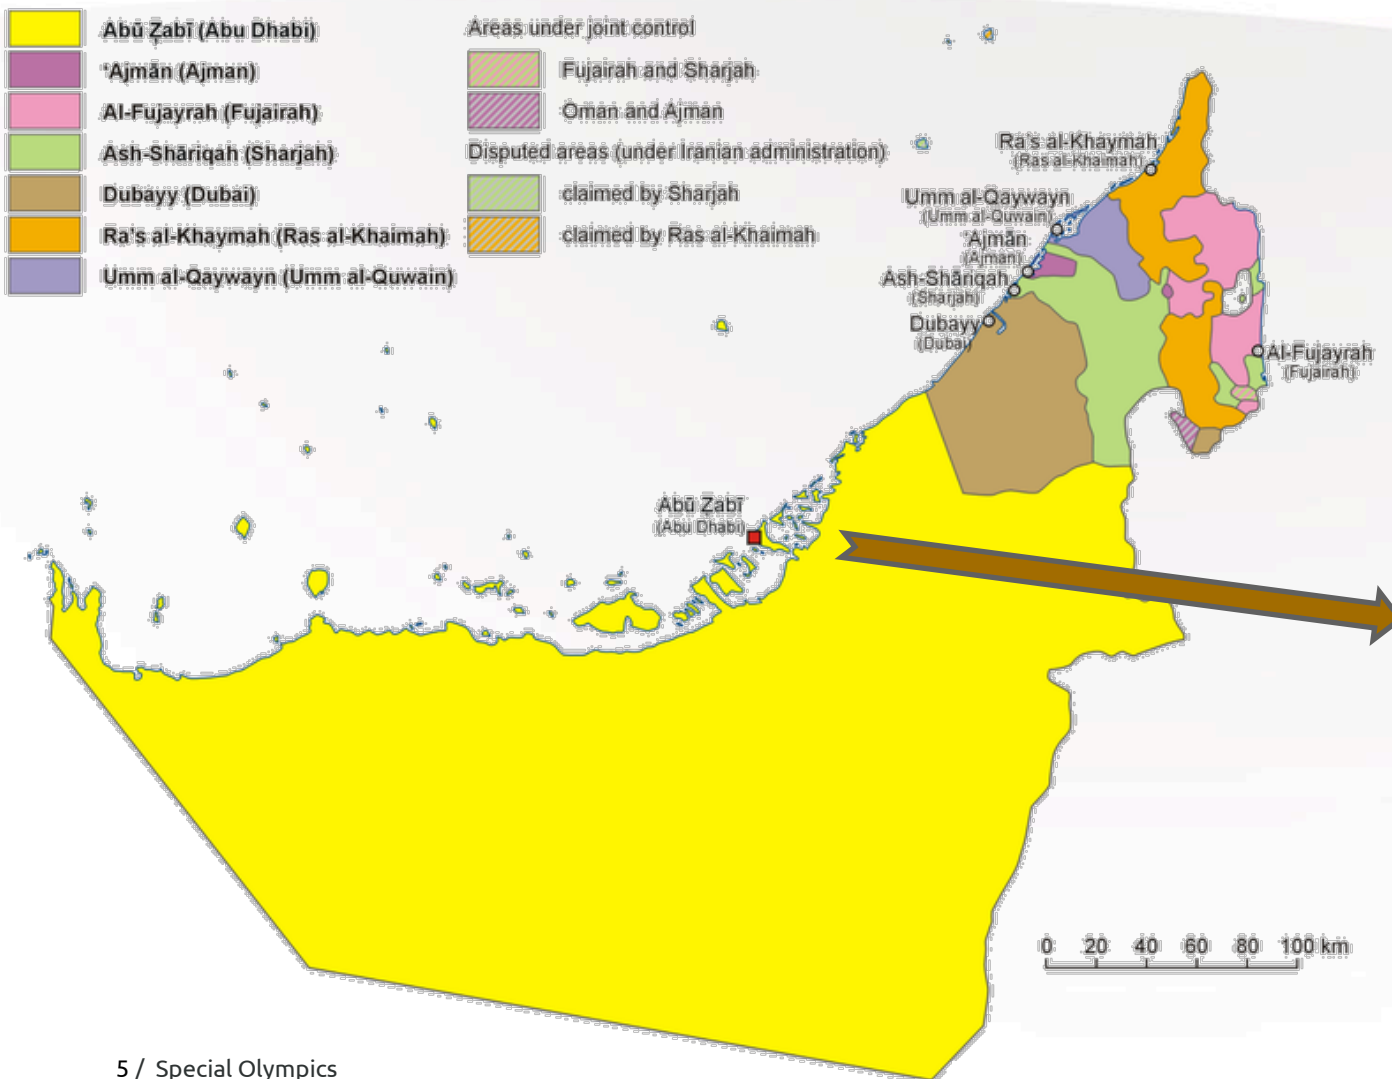 Abū Ẓabī (Abu Dhabi)
'Ajmān (Ajman)
Al-Fujayrah (Fujairah)
Ash-Shāriqah (Sharjah)
Dubayy (Dubai)
Ra's al-Khaymah (Ras al-Khaimah)
Umm al-Qaywayn (Umm al-Quwain)
Areas under joint control
Fujairah and Sharjah
Oman and Ajman
Disputed areas (under Iranian administration)
claimed by Sharjah
claimed by Ras al-Khaimah
Ra's al-Khaymah
(Ras al-Khaimah)
Umm al-Qaywayn
(Umm al-Quwain)
'Ajmān
(Ajman)
Ash-Shāriqah
(Sharjah)
Dubayy
(Dubai)
Al-Fujayrah
(Fujairah)
Abū Ẓabī
(Abu Dhabi)
0 20 40 60 80 100 km
5 / Special Olympics